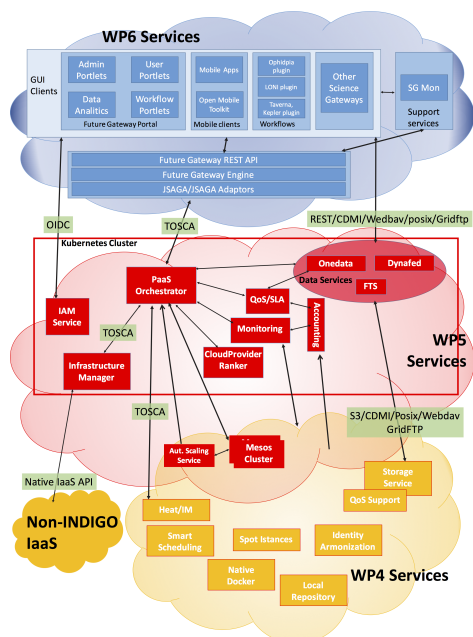 WP6 Services
GUI
Clients
Admin
Portlets
User
Portlets
Data
Analitics
Workflow
Portlets
Future Gateway Portal
Mobile Apps
Open Mobile
Toolkit
Mobile clients
Ophidpia
plugin
LONI plugin
Taverna,
Kepler plugin
Workflows
Other
Science
Gateways
SG Mon
Support
services
Future Gateway REST API
Future Gateway Engine
JSAGA/JSAGA Adaptors
OIDC
TOSCA
REST/CDMI/Wedbav/posix/Gridftp
Kubernetes Cluster
Onedata
Dynafed
Data Services
FTS
PaaS
Orchestrator
QoS/SLA
Accounting
IAM
Service
TOSCA
Monitoring
WP5
Services
Infrastructure
Manager
CloudProvider
Ranker
TOSCA
S3/CDMI/Posix/Webdav
GridFTP
Aut. Scaling
Service
Mesos
Cluster
Native IaaS API
Storage
Service
QoS Support
Non-INDIGO
IaaS
Heat/IM
Smart
Scheduling
Spot Istances
Identity
Armonization
Native
Docker
WP4 Services
Local
Repository